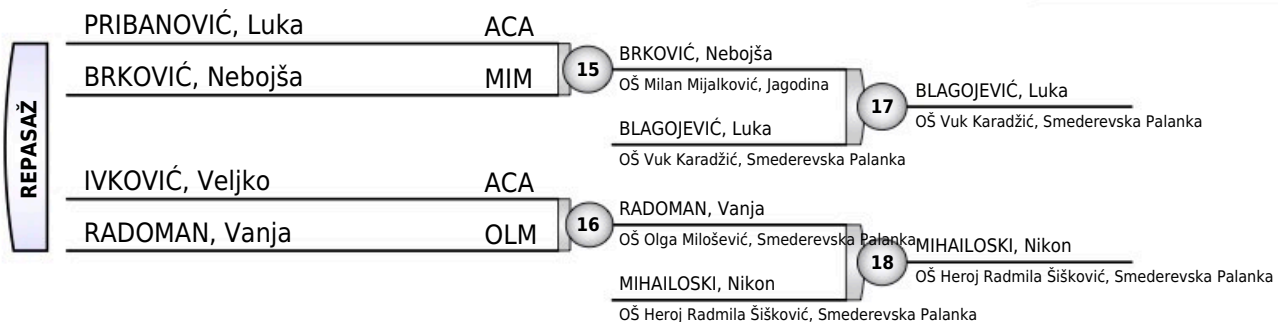 REPASAŽ
PRIBANOVIĆ, Luka ACA
BRKOVIĆ, Nebojša MIM
15
BRKOVIĆ, Nebojša
OŠ Milan Mijalković, Jagodina
BLAGOJEVIĆ, Luka
OŠ Vuk Karadžić, Smederevska Palanka
17
BLAGOJEVIĆ, Luka
OŠ Vuk Karadžić, Smederevska Palanka
IVKOVIĆ, Veljko ACA
RADOMAN, Vanja OLM
16
RADOMAN, Vanja
OŠ Olga Milošević, Smederevska Palanka
MIHAILOSKI, Nikon
OŠ Heroj Radmila Šišković, Smederevska Palanka
18
MIHAILOSKI, Nikon
OŠ Heroj Radmila Šišković, Smederevska Palanka